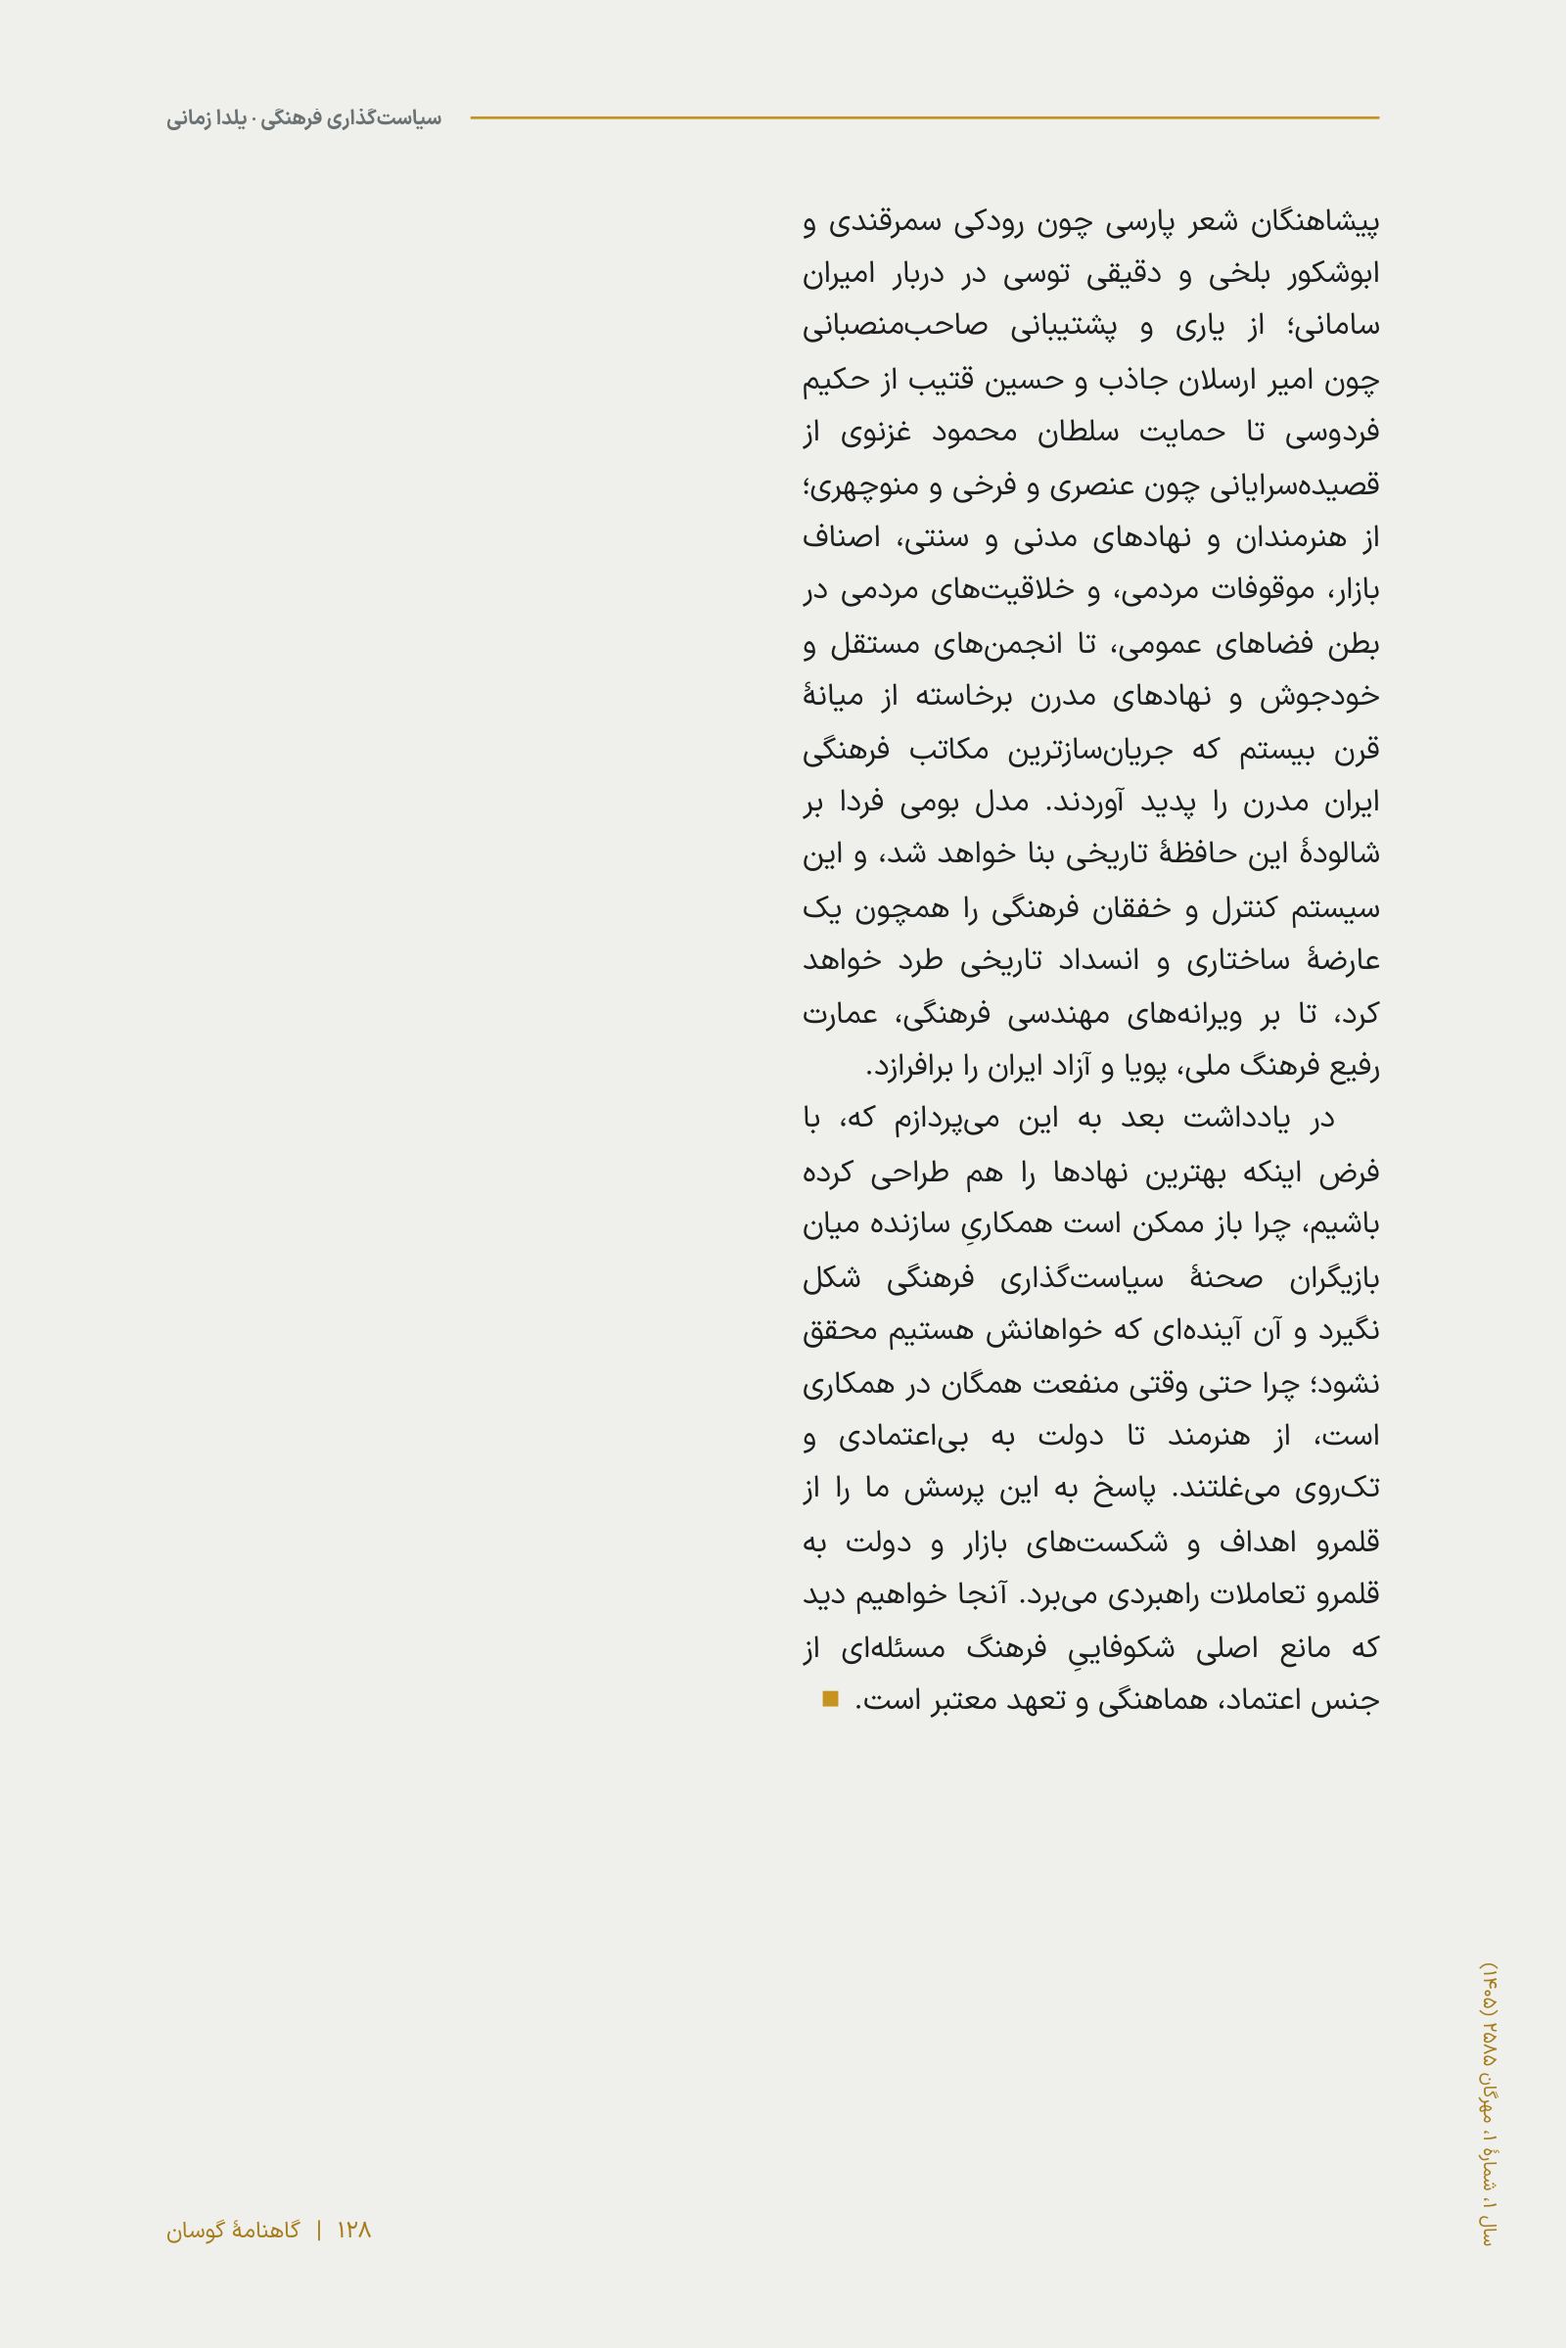 سیاست‌گذاری فرهنگی · یلدا زمانی
پیشاهنگان شعر پارسی چون رودکی سمرقندی و
ابوشکور بلخی و دقیقی توسی در دربار امیران
سامانی؛ از یاری و پشتیبانی صاحب‌منصبانی
چون امیر ارسلان جاذب و حسین قتیب از حکیم
فردوسی تا حمایت سلطان محمود غزنوی از
قصیده‌سرایانی چون عنصری و فرخی و منوچهری؛
از هنرمندان و نهادهای مدنی و سنتی، اصناف
بازار، موقوفات مردمی، و خلاقیت‌های مردمی در
بطن فضاهای عمومی، تا انجمن‌های مستقل و
خودجوش و نهادهای مدرن برخاسته از میانهٔ
قرن بیستم که جریان‌سازترین مکاتب فرهنگی
ایران مدرن را پدید آوردند. مدل بومی فردا بر
شالودهٔ این حافظهٔ تاریخی بنا خواهد شد، و این
سیستم کنترل و خفقان فرهنگی را همچون یک
عارضهٔ ساختاری و انسداد تاریخی طرد خواهد
کرد، تا بر ویرانه‌های مهندسی فرهنگی، عمارت
رفیع فرهنگ ملی، پویا و آزاد ایران را برافرازد.
در یادداشت بعد به این می‌پردازم که، با
فرض اینکه بهترین نهادها را هم طراحی کرده
باشیم، چرا باز ممکن است همکاریِ سازنده میان
بازیگران صحنهٔ سیاست‌گذاری فرهنگی شکل
نگیرد و آن آینده‌ای که خواهانش هستیم محقق
نشود؛ چرا حتی وقتی منفعت همگان در همکاری
است، از هنرمند تا دولت به بی‌اعتمادی و
تک‌روی می‌غلتند. پاسخ به این پرسش ما را از
قلمرو اهداف و شکست‌های بازار و دولت به
قلمرو تعاملات راهبردی می‌برد. آنجا خواهیم دید
که مانع اصلی شکوفاییِ فرهنگ مسئله‌ای از
جنس اعتماد، هماهنگی و تعهد معتبر است.
سال ۱، شمارهٔ ۱، مهرگان ۲۵۸۵ (۱۴۰۵)
۱۲۸ | گاهنامهٔ گوسان